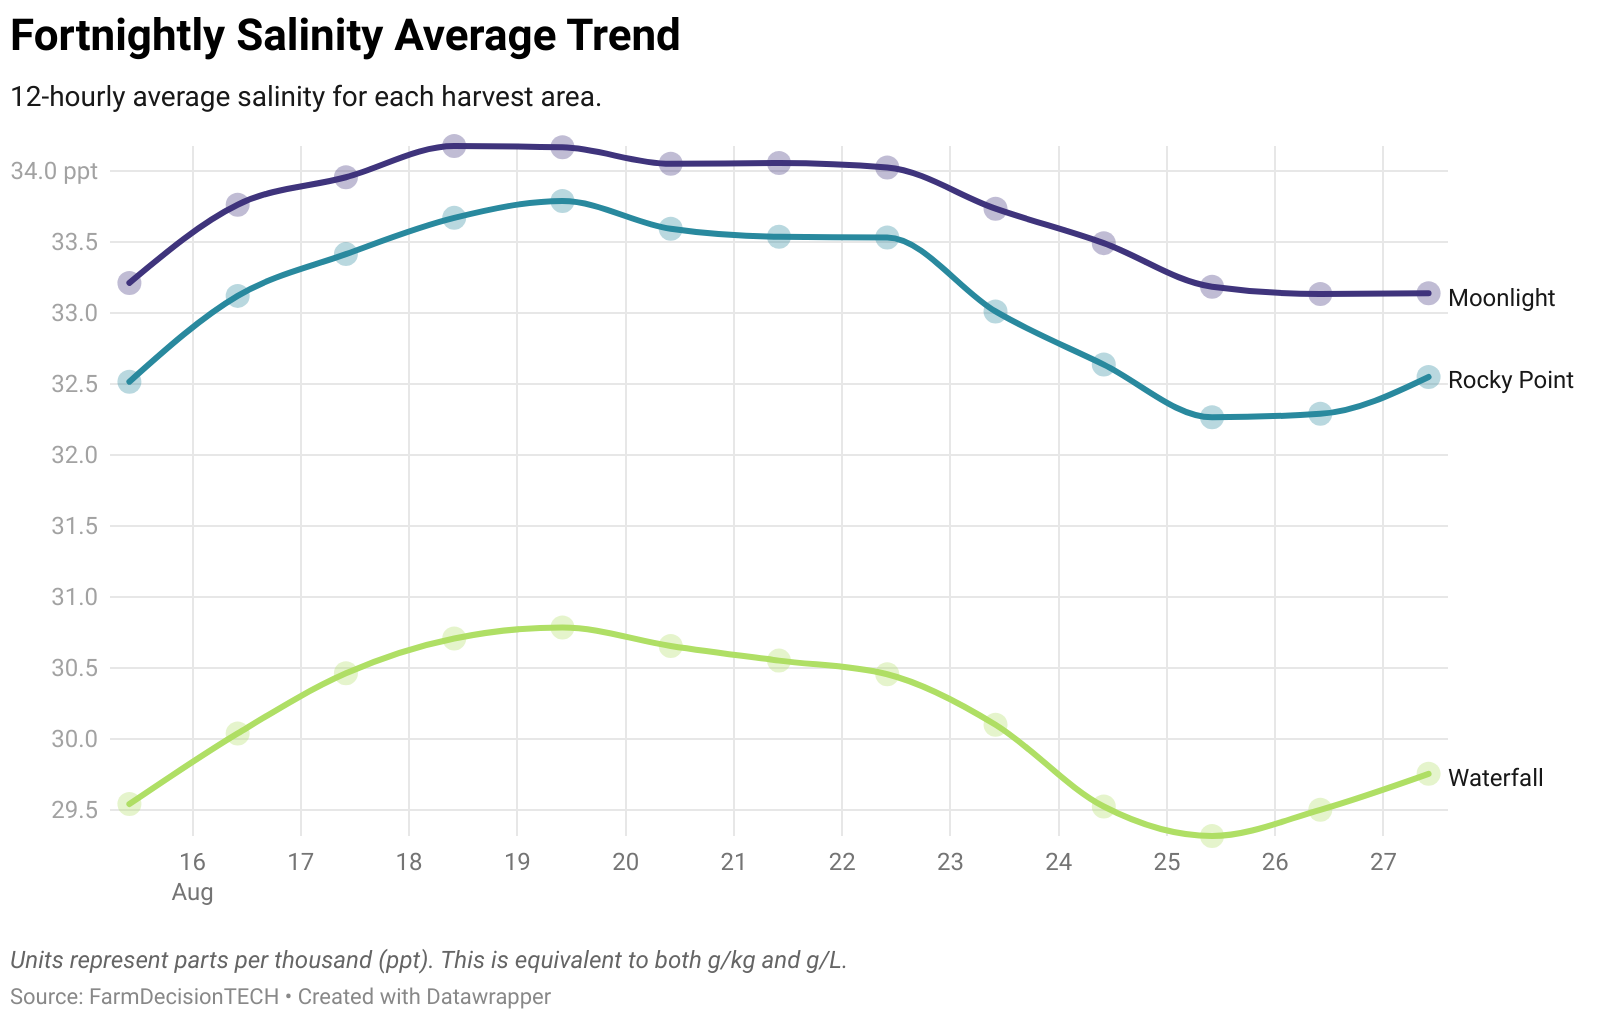 Fortnightly Salinity Average Trend
12-hourly average salinity for each harvest area.
34.0 ppt
33.5
33.0
32.5
32.0
31.5
31.0
30.5
30.0
29.5
Moonlight
Rocky Point
Waterfall
16 17 18 19 20 21 22 23 24 25 26 27
Aug
Units represent parts per thousand (ppt). This is equivalent to both g/kg and g/L.
Source: FarmDecisionTECH • Created with Datawrapper